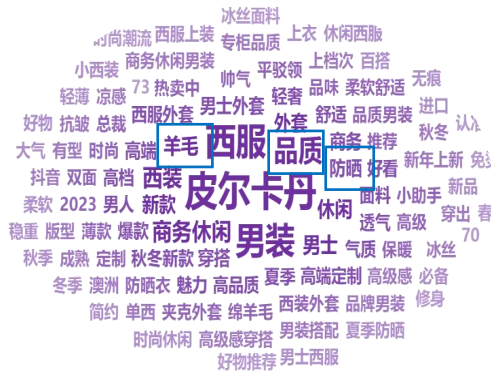 冰丝面料
时尚潮流 西服上装 专柜品质 上衣 休闲西服
小西装 商务休闲男装 帅气 平驳领 上档次 百搭
轻薄 凉感 73 热卖中 轻奢 品味 柔软舒适 无痕
好物 抗皱 总裁 西服外套 男士外套 外套 舒适 品质男装 进口
大气 有型 时尚 高端 羊毛 西服 品质 商务 推荐 秋冬
抖音 双面 高档 西装 防晒 好看 新年上新
柔软 2023 男人 新款 皮尔卡丹 休闲 面料 小助手 新品
稳重 版型 薄款 爆款 商务休闲 男装 男士 透气 高级 穿出 春
秋季 成熟 定制 秋冬新款 穿搭 气质 保暖 冰丝 70
冬季 澳洲 防晒衣 魅力 高品质 夏季 高端定制 高级感 必备
简约 单西 夹克外套 绵羊毛 西装外套 品牌男装 修身
时尚休闲 高级感穿搭 男装搭配 夏季防晒
好物推荐 男士西服